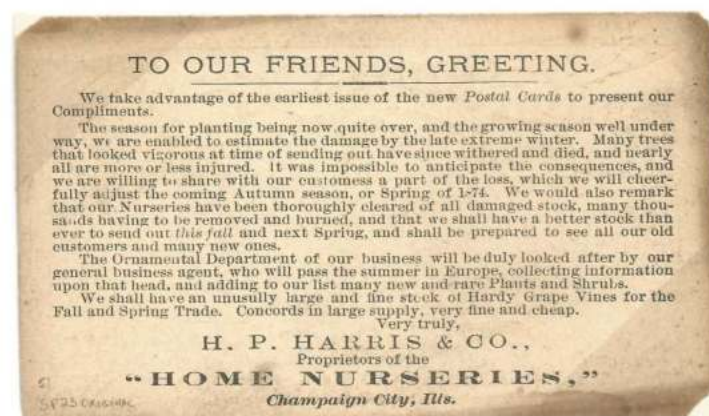 TO OUR FRIENDS, GREETING.
We take advantage of the earliest issue of the new Postal Cards to present our
Compliments.
The season for planting being now quite over, and the growing season well under
way, we are enabled to estimate the damage by the late extreme winter. Many trees
that looked vigorous at time of sending out have since withered and died, and nearly
all are more or less injured. It was impossible to anticipate the consequences, and
we are willing to share with our customess a part of the loss, which we will cheer-
fully adjust the coming Autumn season, or Spring of 1874. We would also remark
that our Nurseries have been thoroughly cleared of all damaged stock, many thou-
sands having to be removed and burned, and that we shall have a better stock than
ever to send out this fall and next Spring, and shall be prepared to see all our old
customers and many new ones.
The Ornamental Department of our business will be duly looked after by our
general business agent, who will pass the summer in Europe, collecting information
upon that head, and adding to our list many new and rare Plants and Shrubs.
We shall have an unusully large and fine stock of Hardy Grape Vines for the
Fall and Spring Trade. Concords in large supply, very fine and cheap.
Very truly,
H. P. HARRIS & CO.,
Proprietors of the
"HOME NURSERIES,"
Champaign City, Ills.